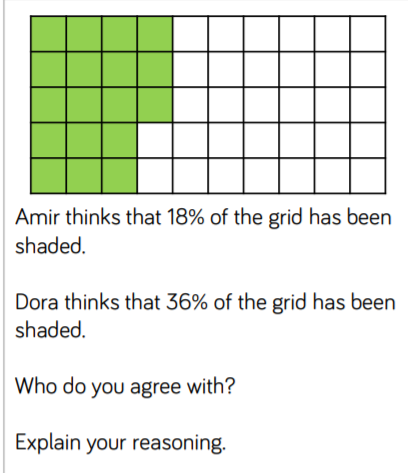 Amir thinks that 18% of the grid has been
shaded.
Dora thinks that 36% of the grid has been
shaded.
Who do you agree with?
Explain your reasoning.